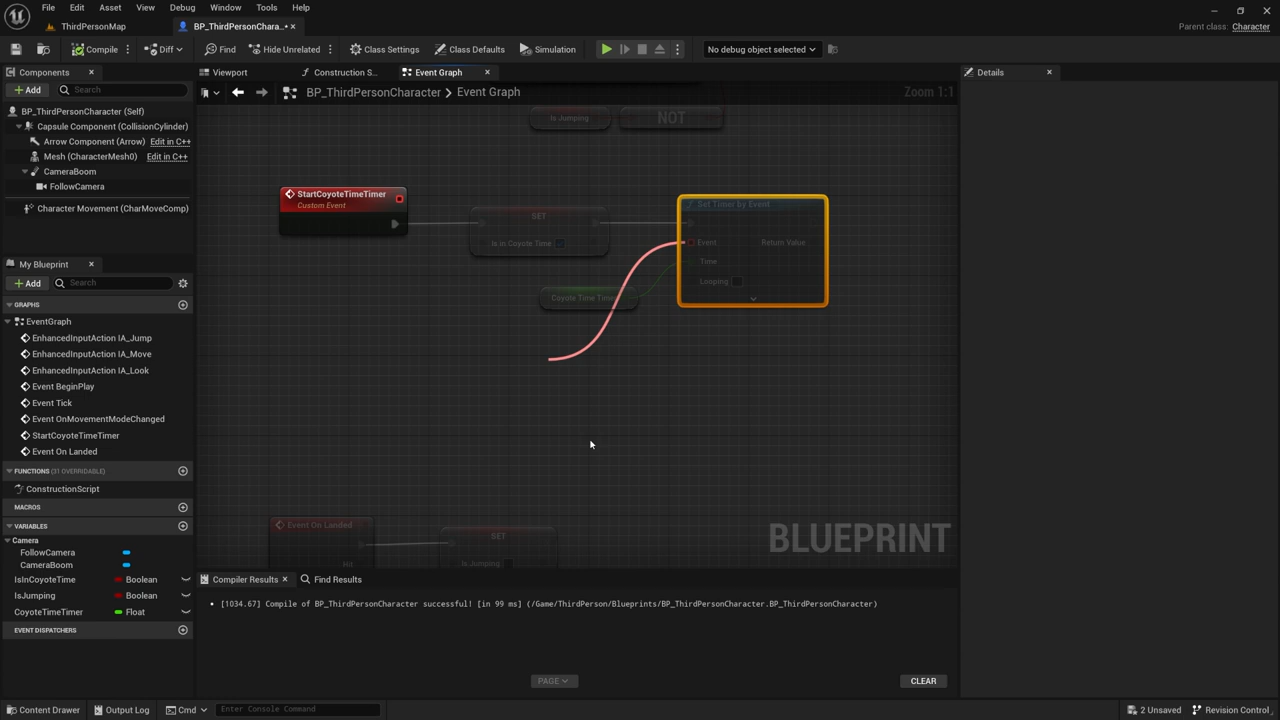 File Edit Asset View Debug Window Tools Help
ThirdPersonMap
BP_ThirdPersonChara...•
Parent class: Character
Compile
Diff
Find
Hide Unrelated
Class Settings
Class Defaults
Simulation
No debug object selected
Components
Add
Search
BP_ThirdPersonCharacter (Self)
Capsule Component (CollisionCylinder)
Arrow Component (Arrow) Edit in C++
Mesh (CharacterMesh0) Edit in C++
CameraBoom
FollowCamera
Character Movement (CharMoveComp)
My Blueprint
Add
Search
GRAPHS
EventGraph
EnhancedInputAction IA_Jump
EnhancedInputAction IA_Move
EnhancedInputAction IA_Look
Event BeginPlay
Event Tick
Event OnMovementModeChanged
StartCoyoteTimeTimer
Event On Landed
FUNCTIONS (31 OVERRIDABLE)
ConstructionScript
MACROS
VARIABLES
Camera
FollowCamera
CameraBoom
IsInCoyoteTime Boolean
IsJumping Boolean
CoyoteTimeTimer Float
EVENT DISPATCHERS
Viewport
Construction S...
Event Graph
BP_ThirdPersonCharacter > Event Graph
Zoom 1:1
Is Jumping
NOT
StartCoyoteTimeTimer
Custom Event
SET
Is in Coyote Time
Coyote Time Timer
Set Timer by Event
Event
Return Value
Time
Looping
Event On Landed
Hit
SET
Is Jumping
BLUEPRINT
Details
Compiler Results
Find Results
[1034.67] Compile of BP_ThirdPersonCharacter successful! [in 99 ms] (/Game/ThirdPerson/Blueprints/BP_ThirdPersonCharacter.BP_ThirdPersonCharacter)
PAGE
CLEAR
Content Drawer
Output Log
Cmd
Enter Console Command
2 Unsaved
Revision Control